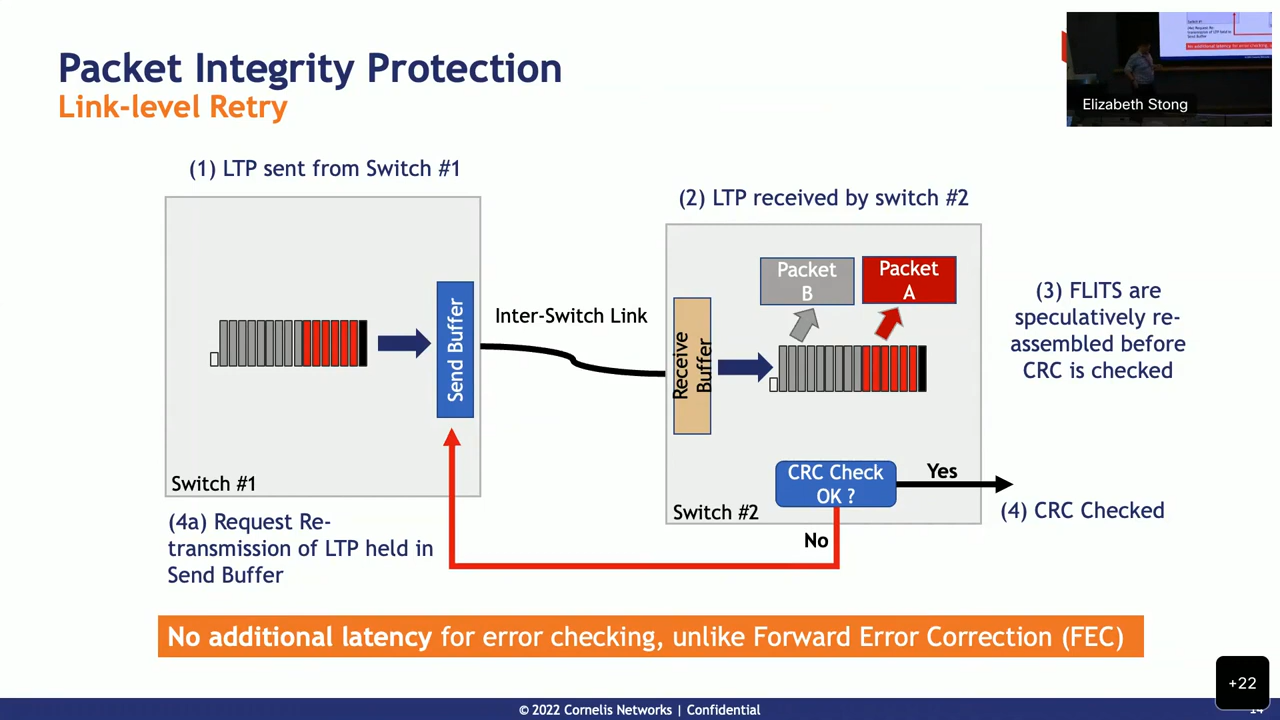 Packet Integrity Protection
Link-level Retry
Elizabeth Stong
(1) LTP sent from Switch #1
(2) LTP received by switch #2
Send Buffer
Inter-Switch Link
Receive
Buffer
Packet
B
Packet
A
(3) FLITS are
speculatively re-
assembled before
CRC is checked
Switch #1
CRC Check
OK ?
Yes
Switch #2
(4) CRC Checked
No
(4a) Request Re-
transmission of LTP held in
Send Buffer
No additional latency for error checking, unlike Forward Error Correction (FEC)
+22
© 2022 Cornelis Networks | Confidential
14